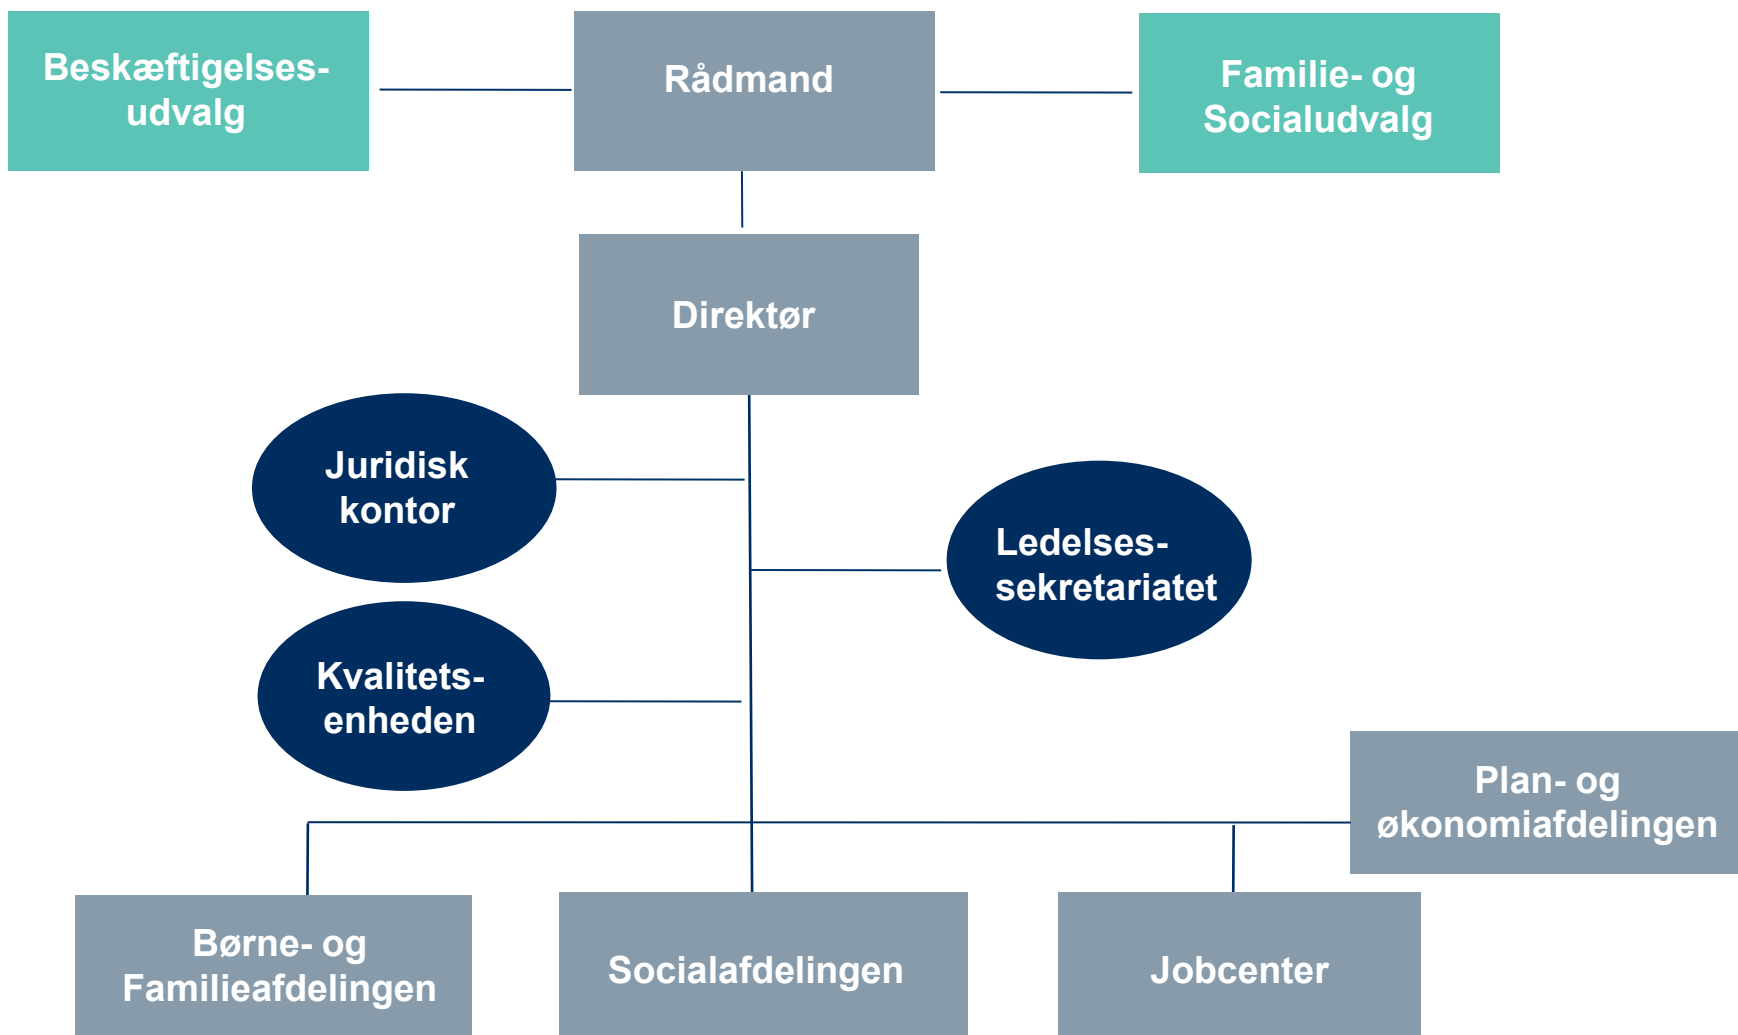 Beskæftigelses-
udvalg
Rådmand
Familie- og
Socialudvalg
Direktør
Juridisk
kontor
Ledelses-
sekretariatet
Kvalitets-
enheden
Plan- og
økonomiafdelingen
Børne- og
Familieafdelingen
Socialafdelingen
Jobcenter